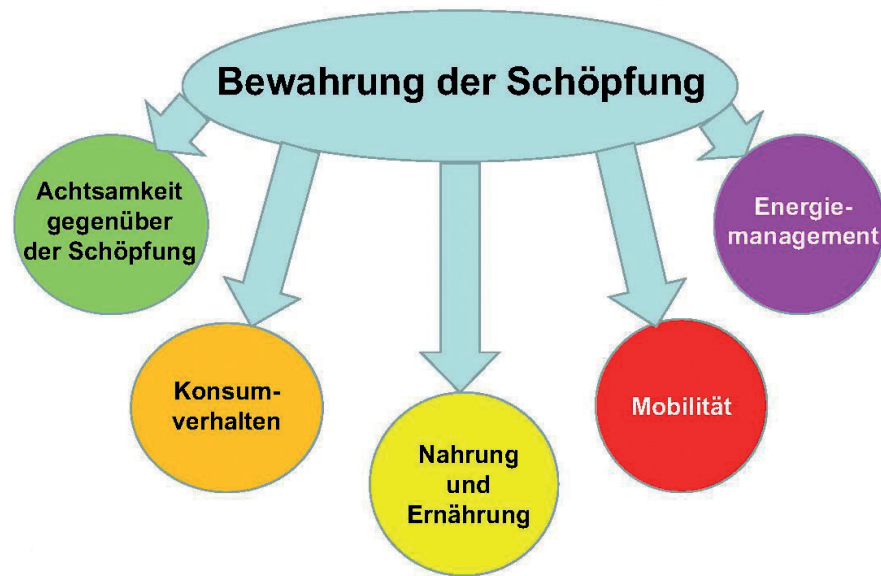 Bewahrung der Schöpfung
Achtsamkeit
gegenüber
der Schöpfung
Konsum-
verhalten
Nahrung
und
Ernährung
Mobilität
Energie-
management